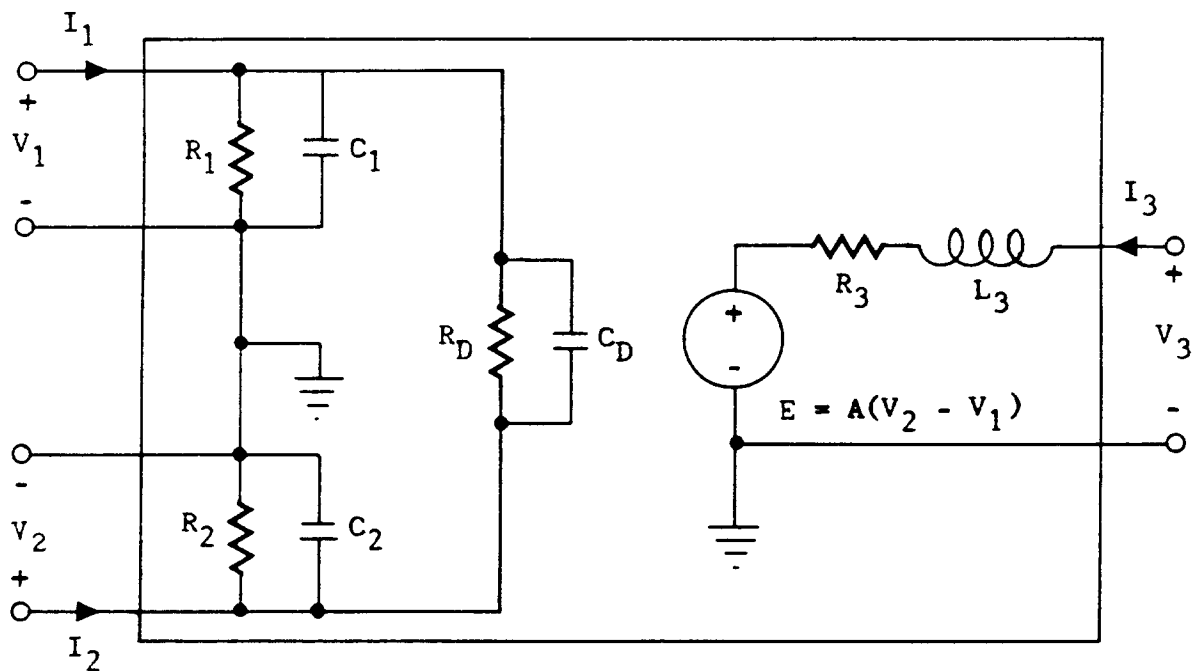 I1
+
V1
-
R1
C1
I3
+
V3
-
R3
L3
+
-
RD
CD
E = A(V2 - V1)
-
V2
+
R2
C2
I2